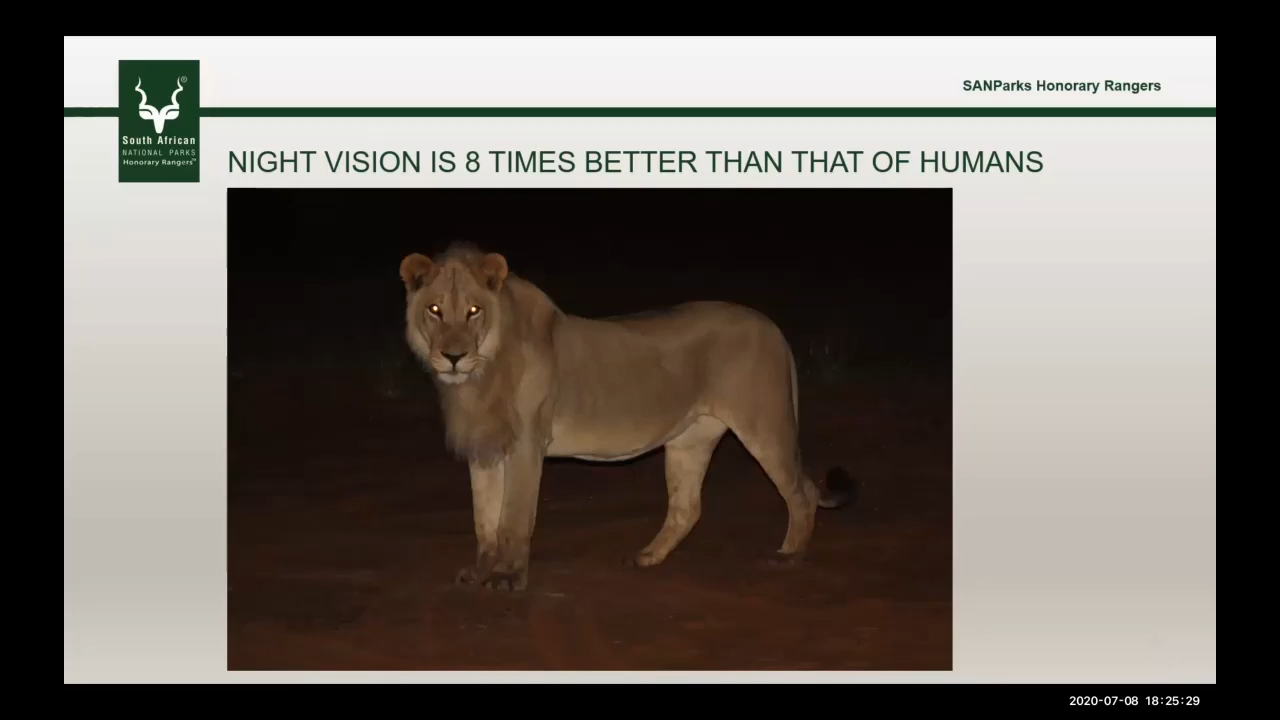 SANParks Honorary Rangers
South African
NATIONAL PARKS
Honorary Rangers™
®
NIGHT VISION IS 8 TIMES BETTER THAN THAT OF HUMANS
2020-07-08 18:25:29